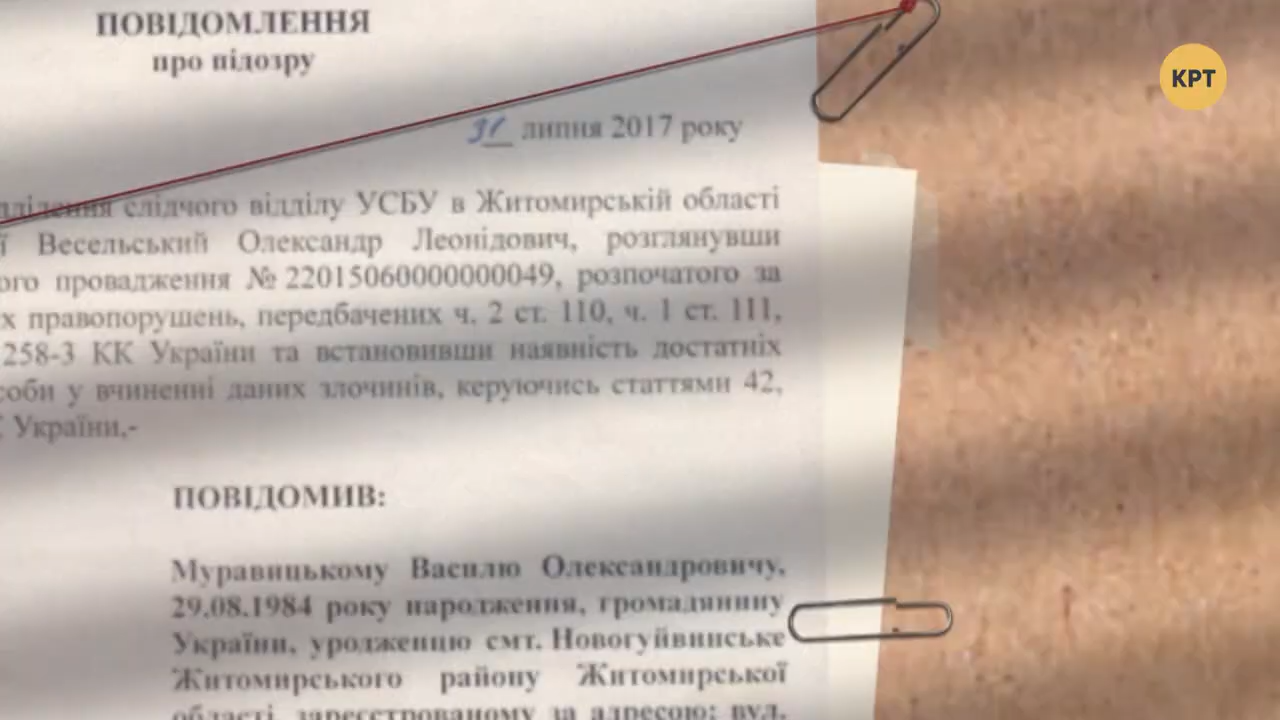 ПОВІДОМЛЕННЯ
про підозру
КРТ
31 липня 2017 року
слідчого відділу УСБУ в Житомирській області
ї Весельський Олександр Леонідович, розглянувши
ого провадження № 22015060000000049, розпочатого за
х правопорушень, передбачених ч. 2 ст. 110, ч. 1 ст. 111,
258-3 КК України та встановивши наявність достатніх
соби у вчиненні даних злочинів, керуючись статтями 42,
України,-
ПОВІДОМИВ:
Муравицькому Василю Олександровичу,
29.08.1984 року народження, громадянину
України, уродженцю смт. Новогуйвинське
Житомирського району Житомирської
області, зареєстрованому за адресою: вул.